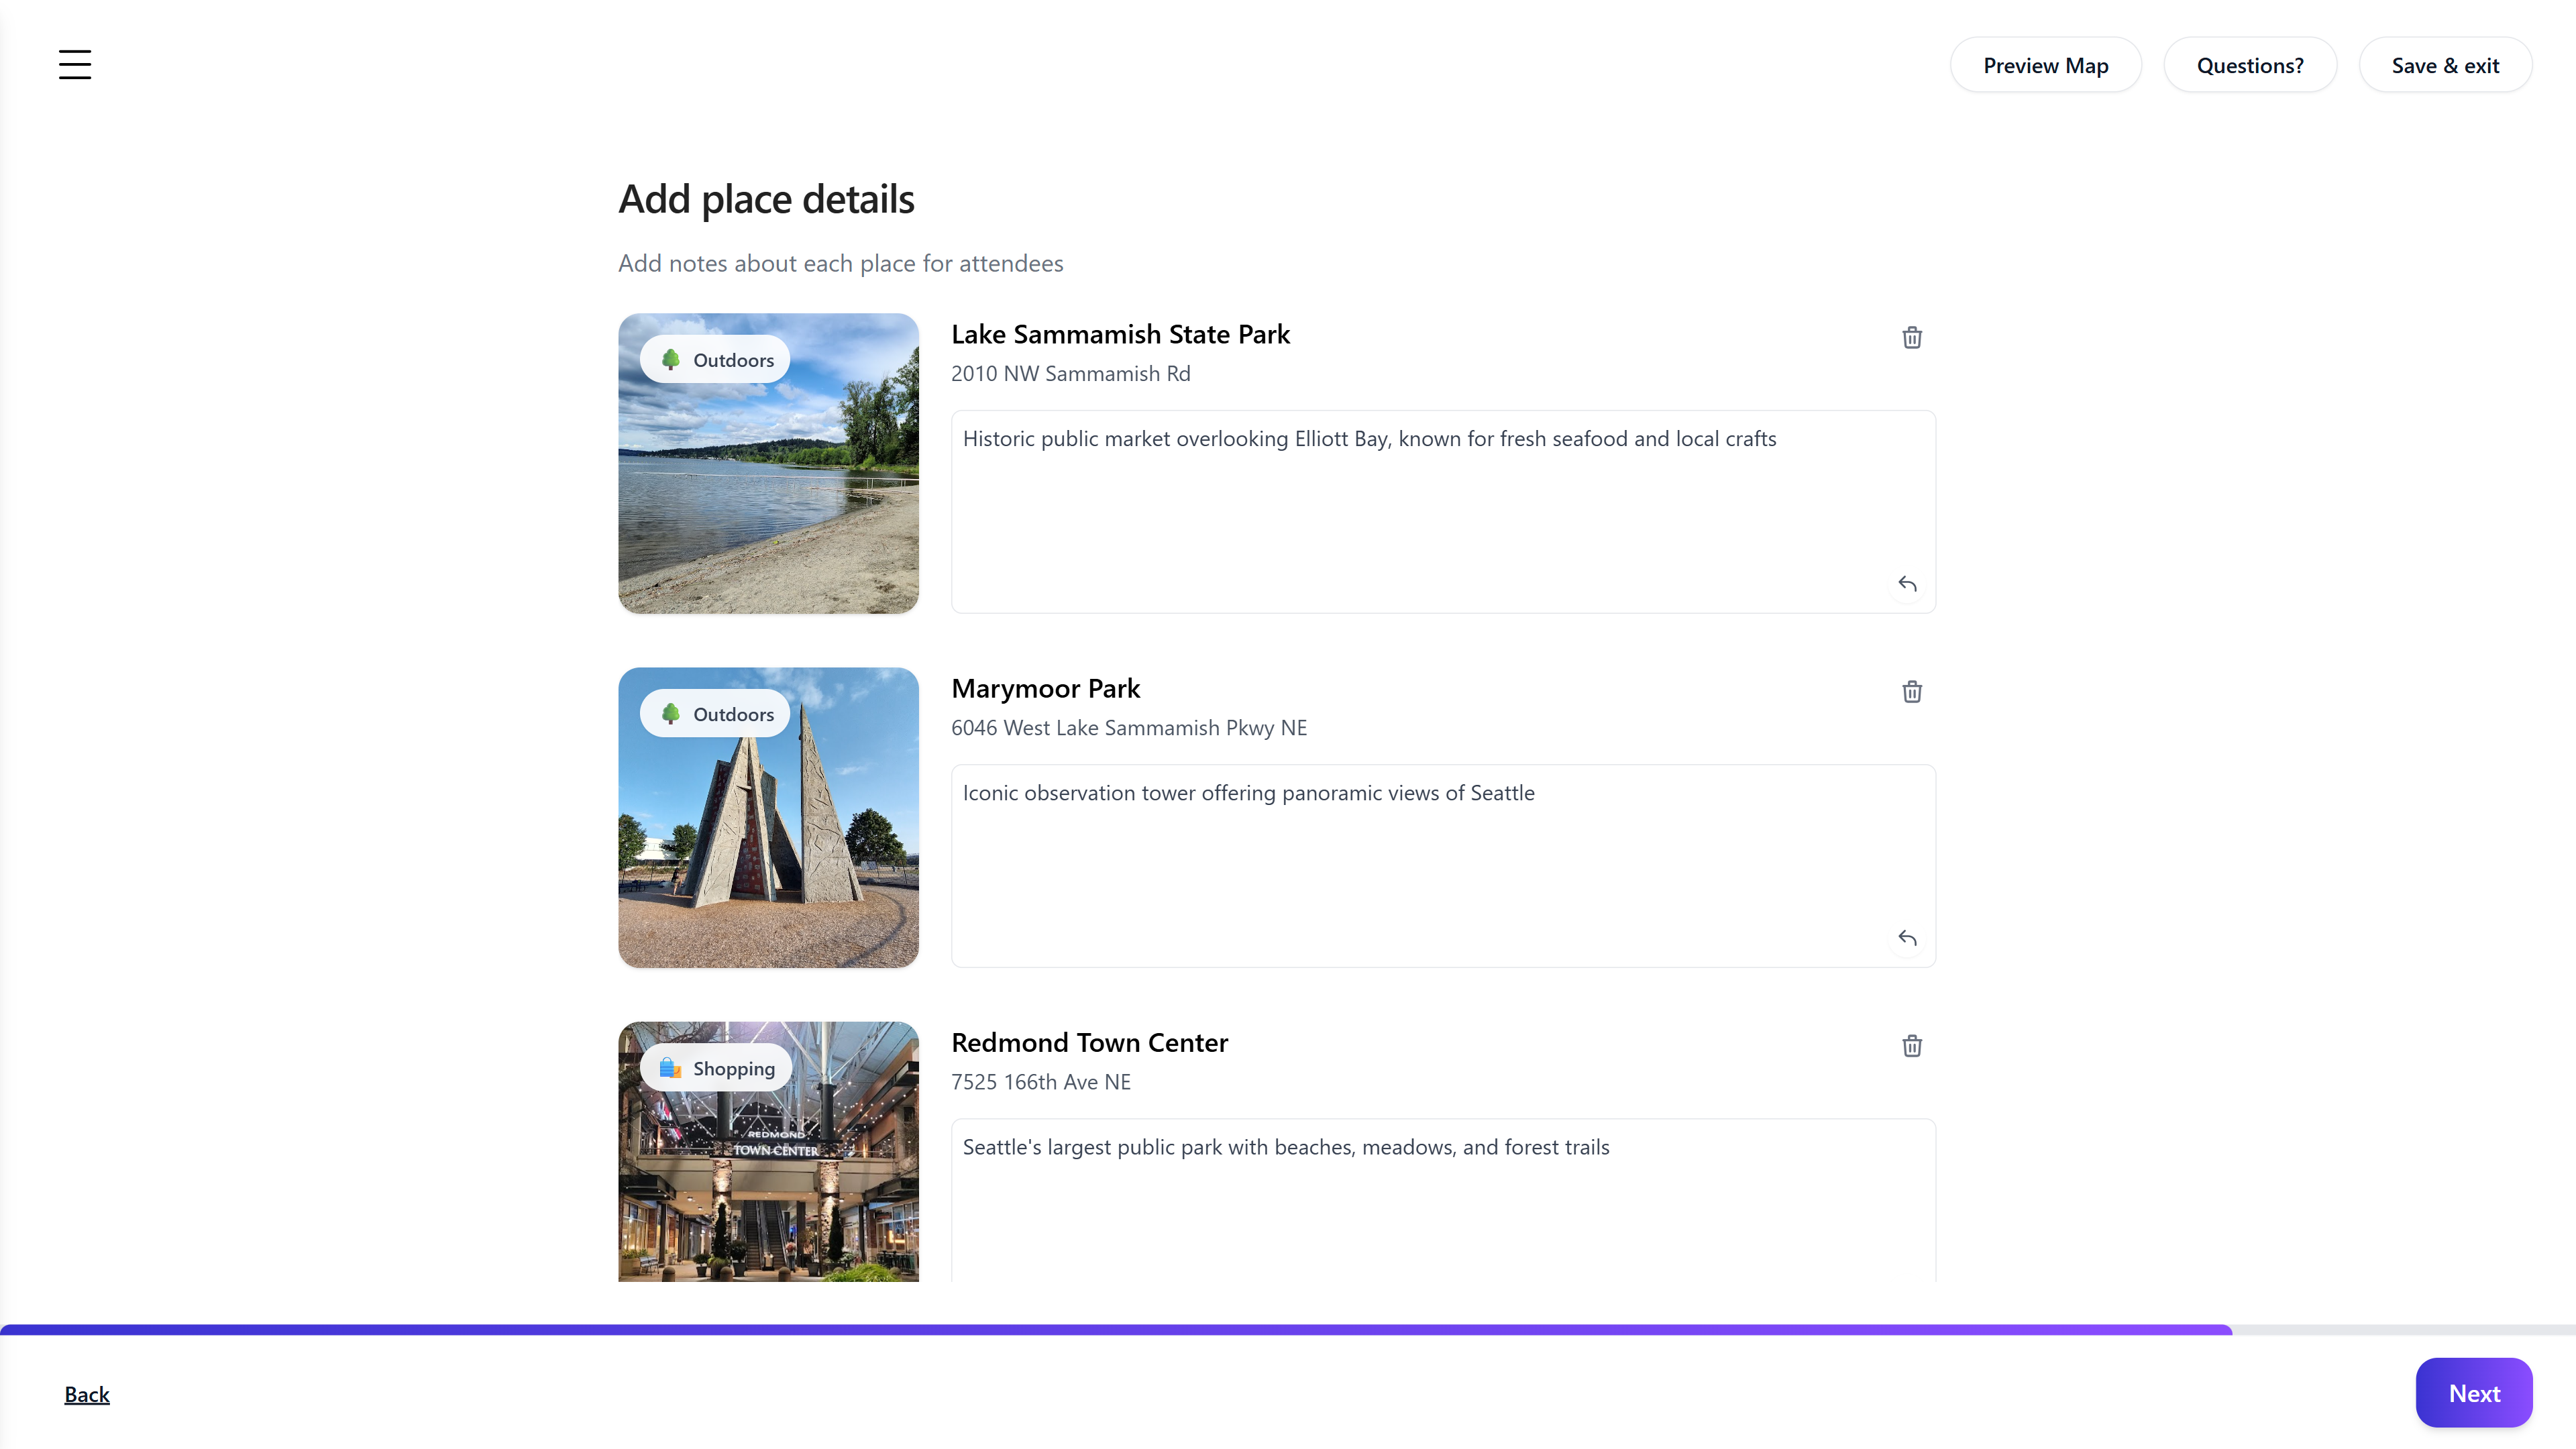 Preview Map
Questions?
Save & exit
Add place details
Add notes about each place for attendees
Outdoors
Lake Sammamish State Park
2010 NW Sammamish Rd
Historic public market overlooking Elliott Bay, known for fresh seafood and local crafts
Outdoors
Marymoor Park
6046 West Lake Sammamish Pkwy NE
Iconic observation tower offering panoramic views of Seattle
Shopping
REDMOND
TOWN CENTER
Redmond Town Center
7525 166th Ave NE
Seattle's largest public park with beaches, meadows, and forest trails
Back
Next